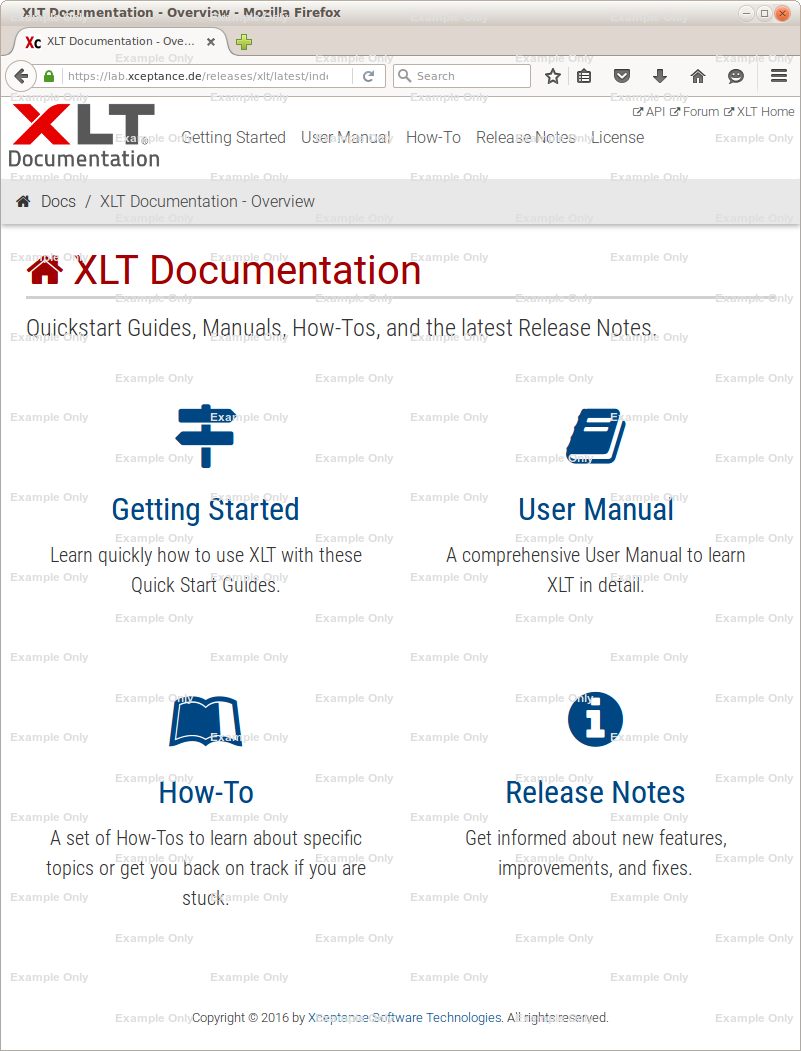 XLT Documentation - Overview - Mozilla Firefox
Xc XLT Documentation - Ove...
https://lab.xceptance.de/releases/xlt/latest/inde
Search
XLT
Documentation
API Forum XLT Home
Getting Started User Manual How-To Release Notes License
Docs / XLT Documentation - Overview
XLT Documentation
Quickstart Guides, Manuals, How-Tos, and the latest Release Notes.
Getting Started
Learn quickly how to use XLT with these
Quick Start Guides.
User Manual
A comprehensive User Manual to learn
XLT in detail.
How-To
A set of How-Tos to learn about specific
topics or get you back on track if you are
stuck.
Release Notes
Get informed about new features,
improvements, and fixes.
Copyright © 2016 by Xceptance Software Technologies. All rights reserved.
Example Only